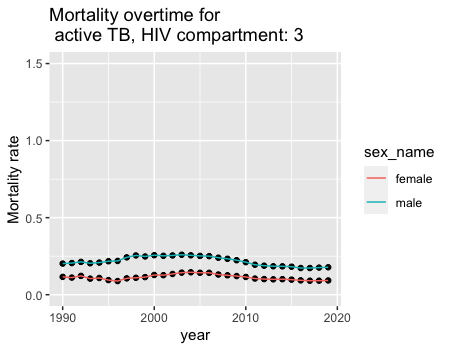 Mortality overtime for
active TB, HIV compartment: 3
1.5
1.0
0.5
0.0
Mortality rate
1990
2000
2010
2020
year
sex_name
female
male